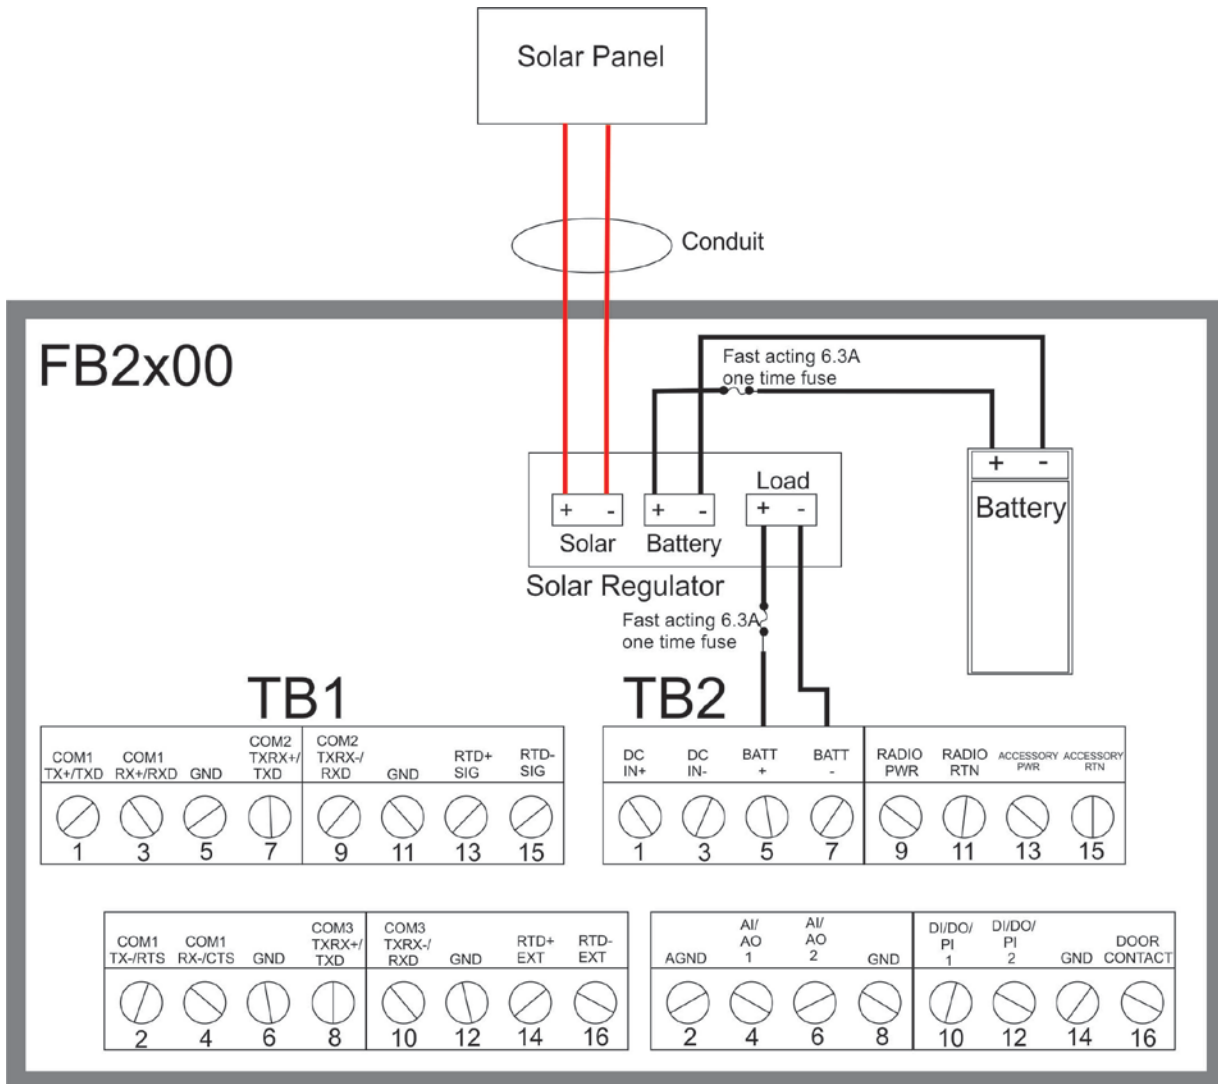 Solar Panel
Conduit
FB2x00
Fast acting 6.3A
one time fuse
+ -
Battery
Load
+ - + - + -
Solar Battery
Solar Regulator
Fast acting 6.3A
one time fuse
TB1 TB2
COM1
TX+/TXD
COM1
RX+/RXD
GND
COM2
TXRX+/
TXD
COM2
TXRX-/
RXD
GND
RTD+
SIG
RTD-
SIG
1 3 5 7 9 11 13 15
DC
IN+
DC
IN-
BATT
+
BATT
-
RADIO
PWR
RADIO
RTN
ACCESSORY
PWR
ACCESSORY
RTN
1 3 5 7 9 11 13 15
COM1
TX-/RTS
COM1
RX-/CTS
GND
COM3
TXRX+/
TXD
COM3
TXRX-/
RXD
GND
RTD+
EXT
RTD-
EXT
2 4 6 8 10 12 14 16
AGND
AI/
AO
1
AI/
AO
2
GND
DI/DO/
PI
1
DI/DO/
PI
2
GND
DOOR
CONTACT
2 4 6 8 10 12 14 16